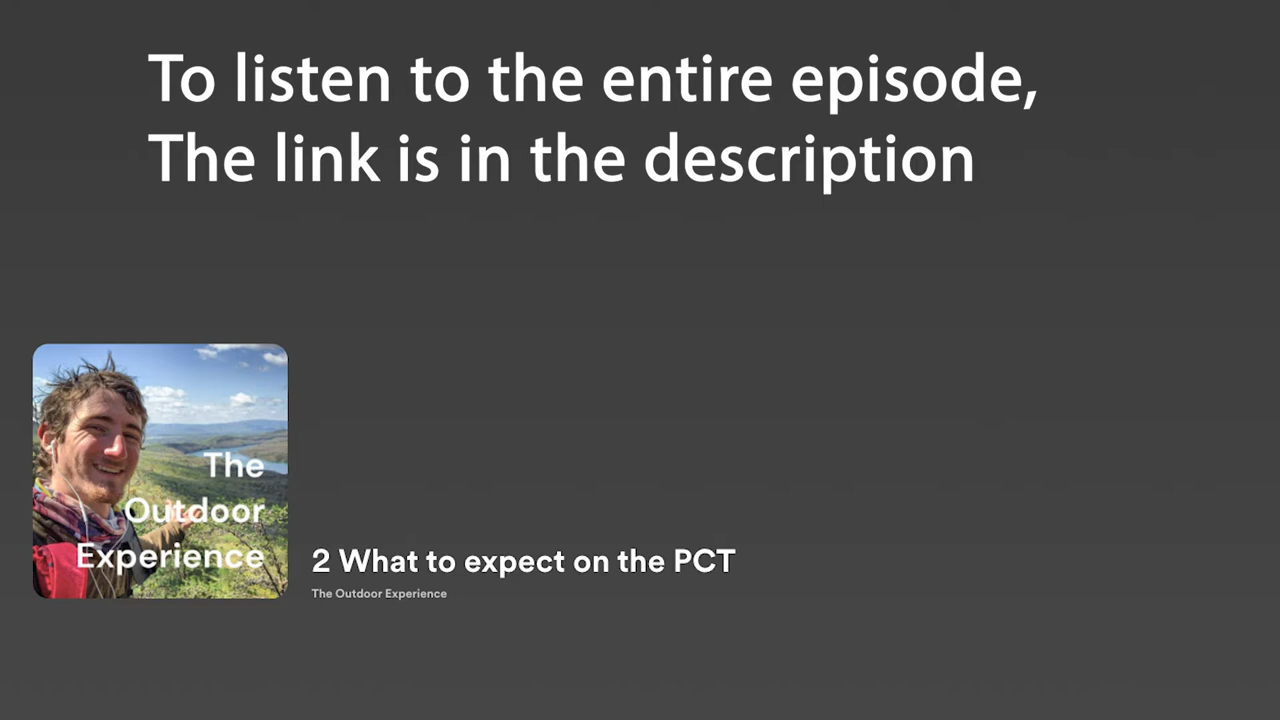 To listen to the entire episode,
The link is in the description
The
Outdoor
Experience
2 What to expect on the PCT
The Outdoor Experience